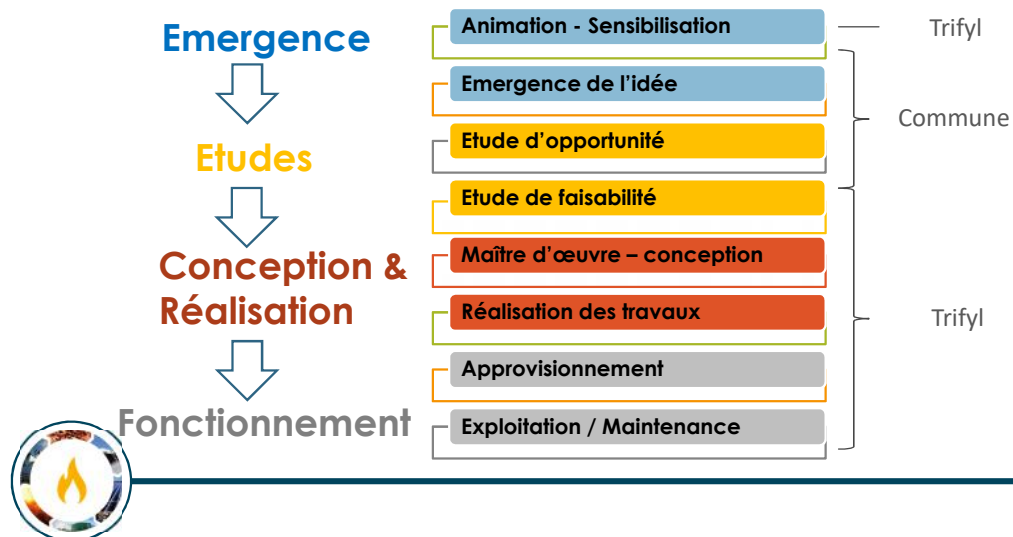 Emergence
Etudes
Conception &
Réalisation
Fonctionnement
Animation - Sensibilisation
Emergence de l'idée
Etude d'opportunité
Etude de faisabilité
Maître d'œuvre – conception
Réalisation des travaux
Approvisionnement
Exploitation / Maintenance
Trifyl
Commune
Trifyl